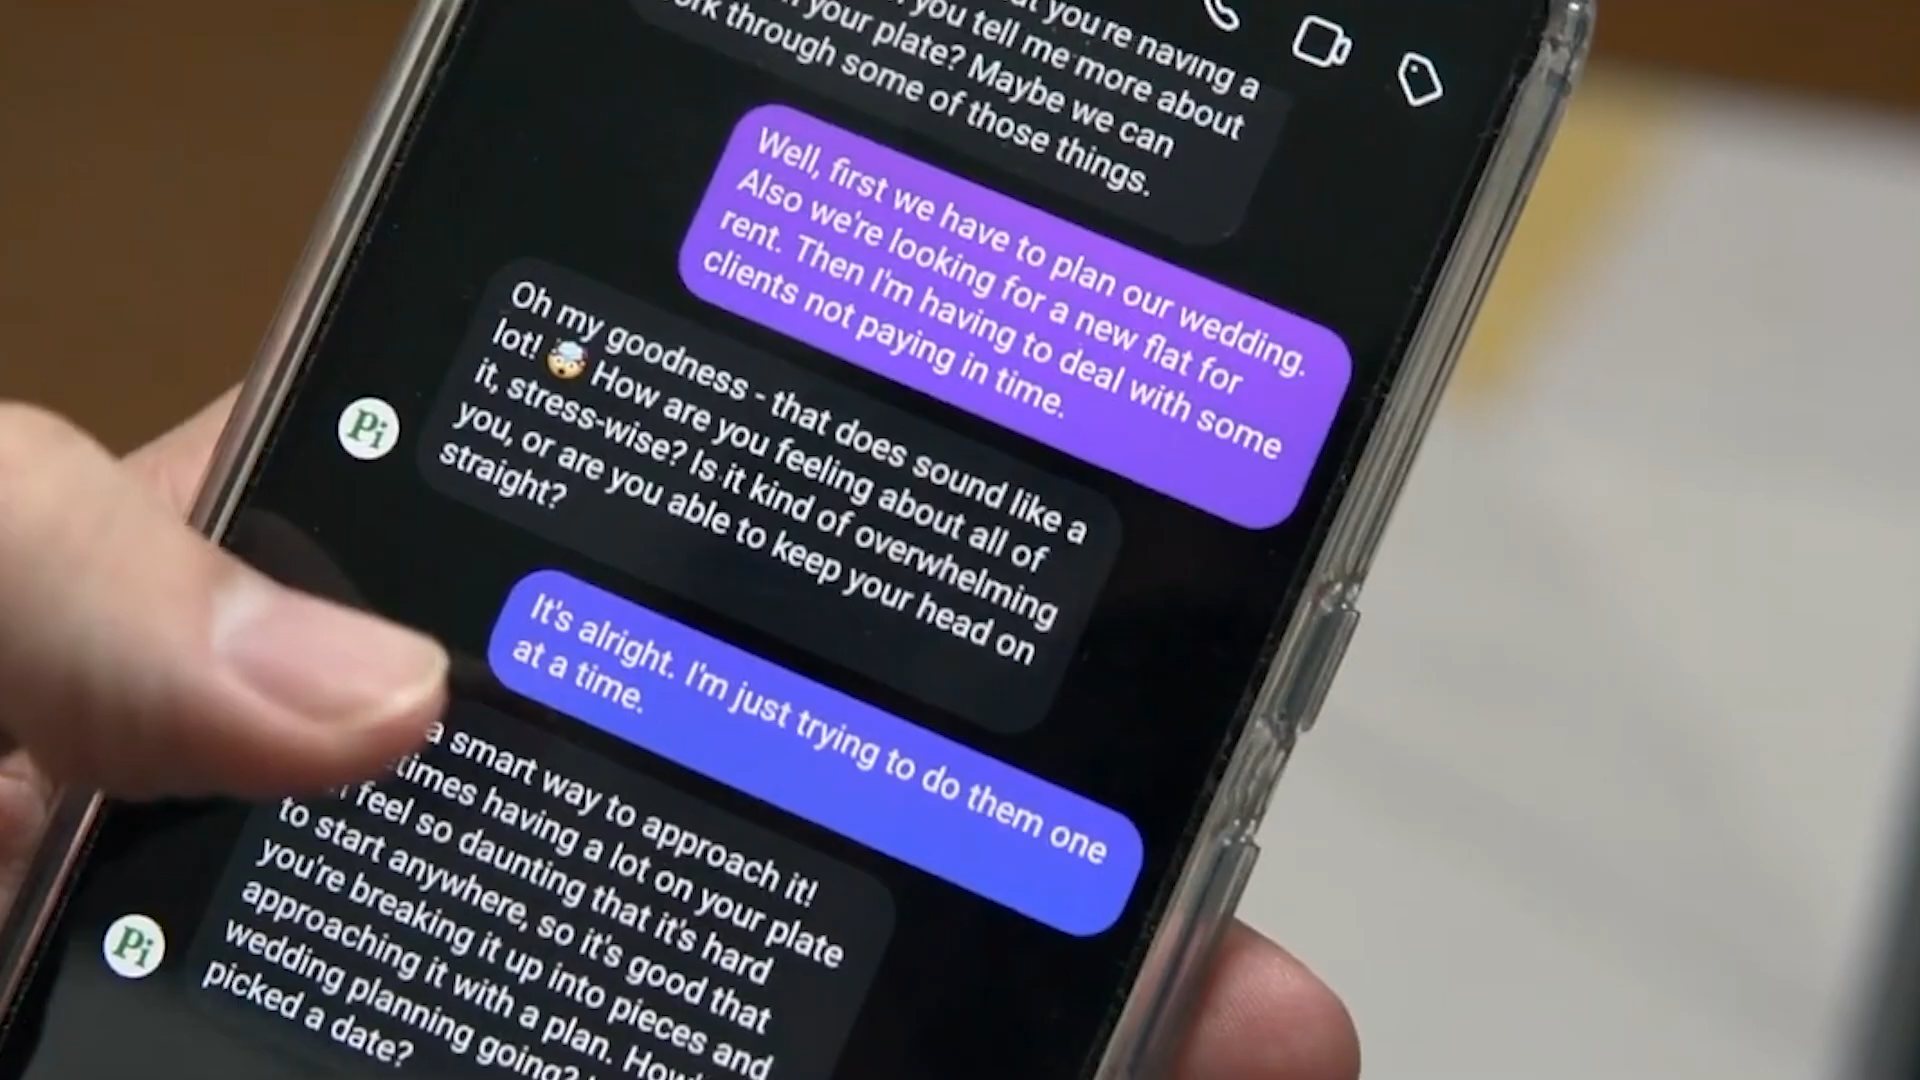 you're having a
you tell me more about
your plate? Maybe we can
through some of those things.
Well, first we have to plan our wedding.
Also we're looking for a new flat for
rent. Then I'm having to deal with some
clients not paying in time.
Oh my goodness - that does sound like a
lot! 🤯 How are you feeling about all of
it, stress-wise? Is it kind of overwhelming
you, or are you able to keep your head on
straight?
Pi
It's alright. I'm just trying to do them one
at a time.
a smart way to approach it!
times having a lot on your plate
feel so daunting that it's hard
to start anywhere, so it's good that
you're breaking it up into pieces and
approaching it with a plan. How
wedding planning going?
picked a date?
Pi